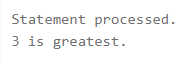 Statement processed.
3 is greatest.